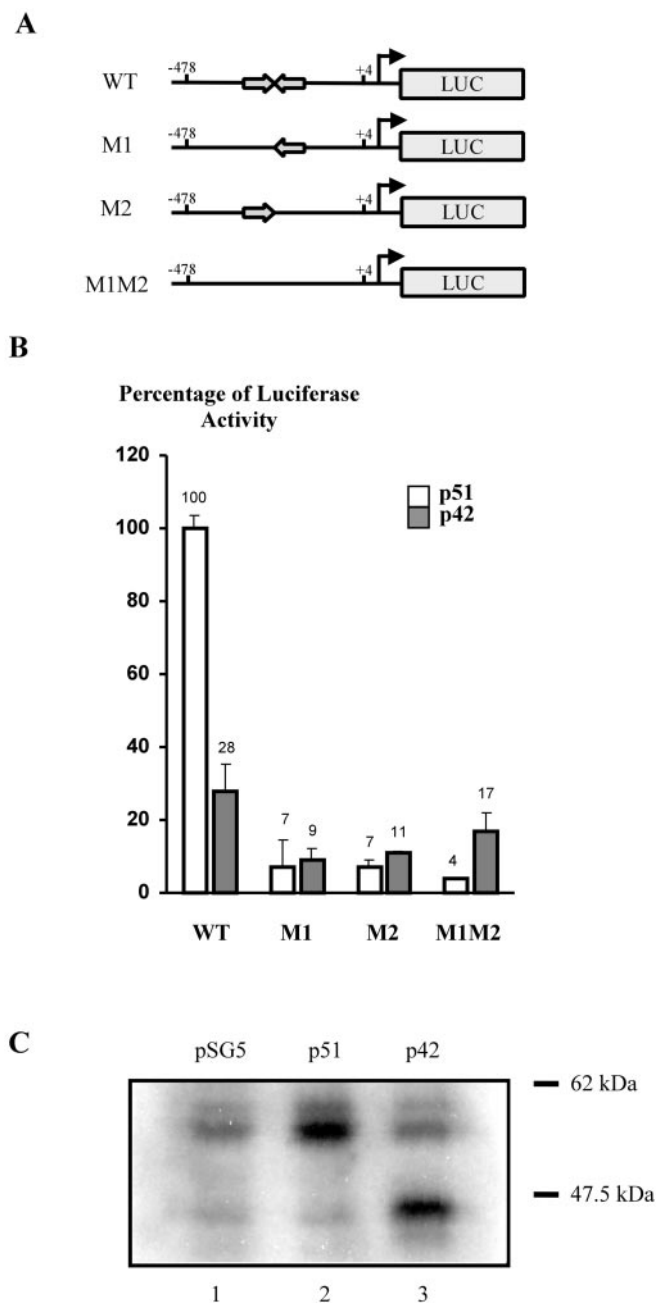 A
WT -478 +4 LUC
M1 -478 +4 LUC
M2 -478 +4 LUC
M1M2 -478 +4 LUC
B
Percentage of Luciferase
Activity
120
100
80
60
40
20
0
p51
p42
100
28
7
9
7
11
4
17
WT M1 M2 M1M2
C
pSG5 p51 p42
62 kDa
47.5 kDa
1 2 3